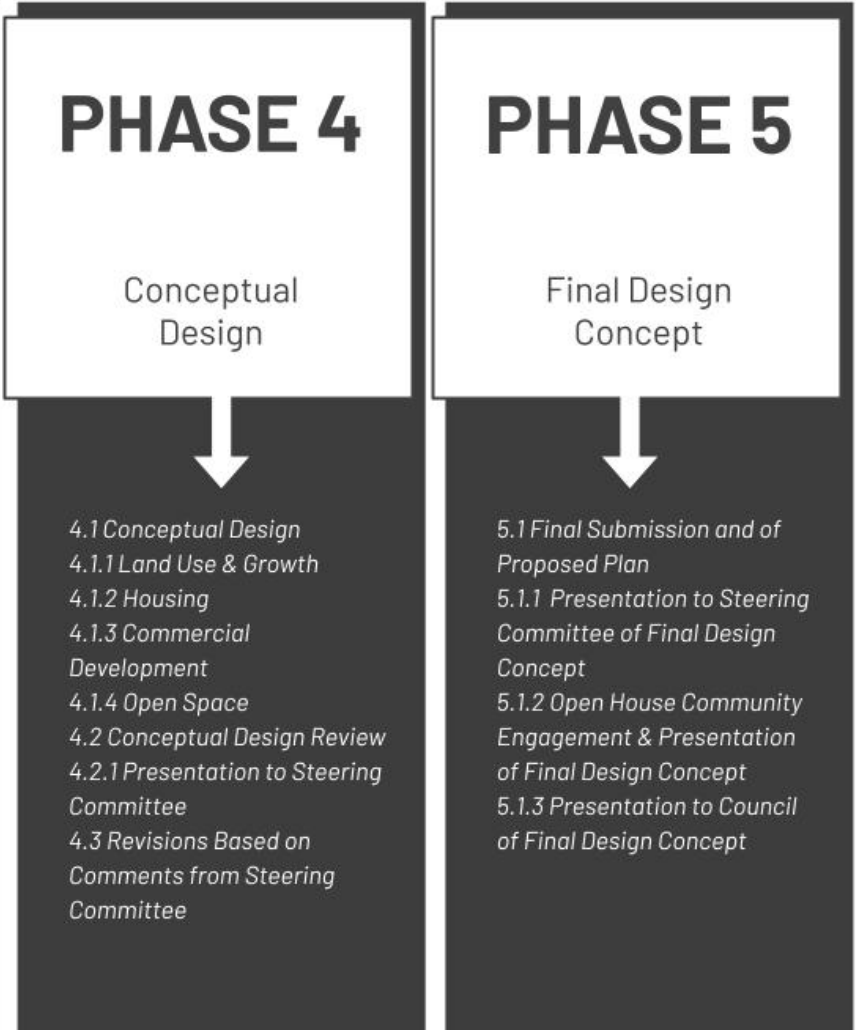 PHASE 4
Conceptual
Design
4.1 Conceptual Design
4.1.1 Land Use & Growth
4.1.2 Housing
4.1.3 Commercial
Development
4.1.4 Open Space
4.2 Conceptual Design Review
4.2.1 Presentation to Steering
Committee
4.3 Revisions Based on
Comments from Steering
Committee
PHASE 5
Final Design
Concept
5.1 Final Submission and of
Proposed Plan
5.1.1 Presentation to Steering
Committee of Final Design
Concept
5.1.2 Open House Community
Engagement & Presentation
of Final Design Concept
5.1.3 Presentation to Council
of Final Design Concept